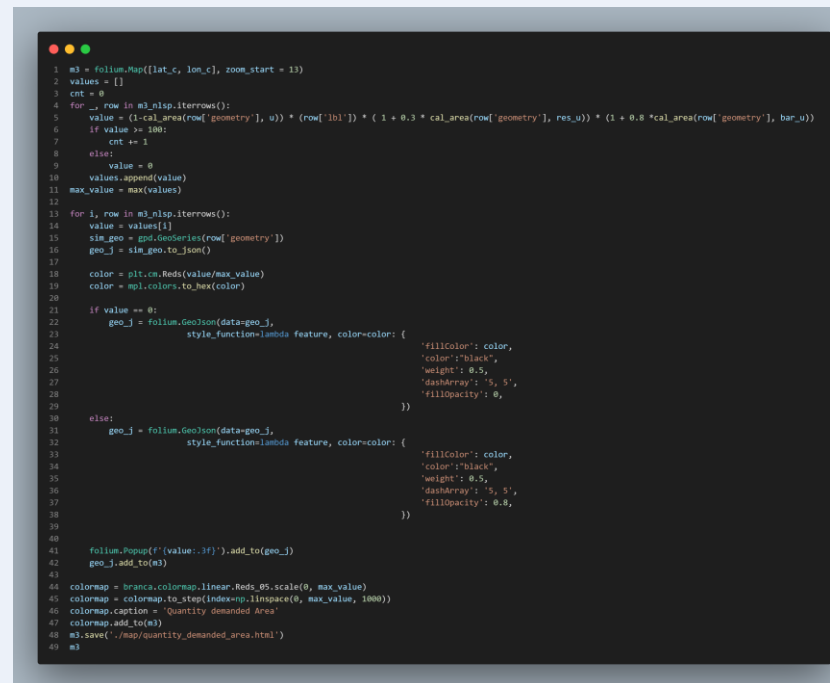 1 m3 = folium.Map([lat_c, lon_c], zoom_start = 13)
2 values = []
3 cnt = 0
4 for _, row in m3_nlsp.iterrows():
5     value = (1-cal_area(row['geometry'], u)) * (row['lbl']) * ( 1 + 0.3 * cal_area(row['geometry'], res_u)) * (1 + 0.8 *cal_area(row['geometry'], bar_u))
6     if value >= 100:
7         cnt += 1
8     else:
9         value = 0
10     values.append(value)
11 max_value = max(values)
12
13 for i, row in m3_nlsp.iterrows():
14     value = values[i]
15     sim_geo = gpd.GeoSeries(row['geometry'])
16     geo_j = sim_geo.to_json()
17
18     color = plt.cm.Reds(value/max_value)
19     color = mpl.colors.to_hex(color)
20
21     if value == 0:
22         geo_j = folium.GeoJson(data=geo_j,
23                        style_function=lambda feature, color=color: {
24                                                                        'fillColor': color,
25                                                                        'color':"black",
26                                                                        'weight': 0.5,
27                                                                        'dashArray': '5, 5',
28                                                                        'fillOpacity': 0,
29                                                                    })
30     else:
31         geo_j = folium.GeoJson(data=geo_j,
32                        style_function=lambda feature, color=color: {
33                                                                        'fillColor': color,
34                                                                        'color':"black",
35                                                                        'weight': 0.5,
36                                                                        'dashArray': '5, 5',
37                                                                        'fillOpacity': 0.8,
38                                                                    })
39
40
41     folium.Popup(f'{value:.3f}').add_to(geo_j)
42     geo_j.add_to(m3)
43
44 colormap = branca.colormap.linear.Reds_05.scale(0, max_value)
45 colormap = colormap.to_step(index=np.linspace(0, max_value, 1000))
46 colormap.caption = 'Quantity demanded Area'
47 colormap.add_to(m3)
48 m3.save('./map/quantity_demanded_area.html')
49 m3